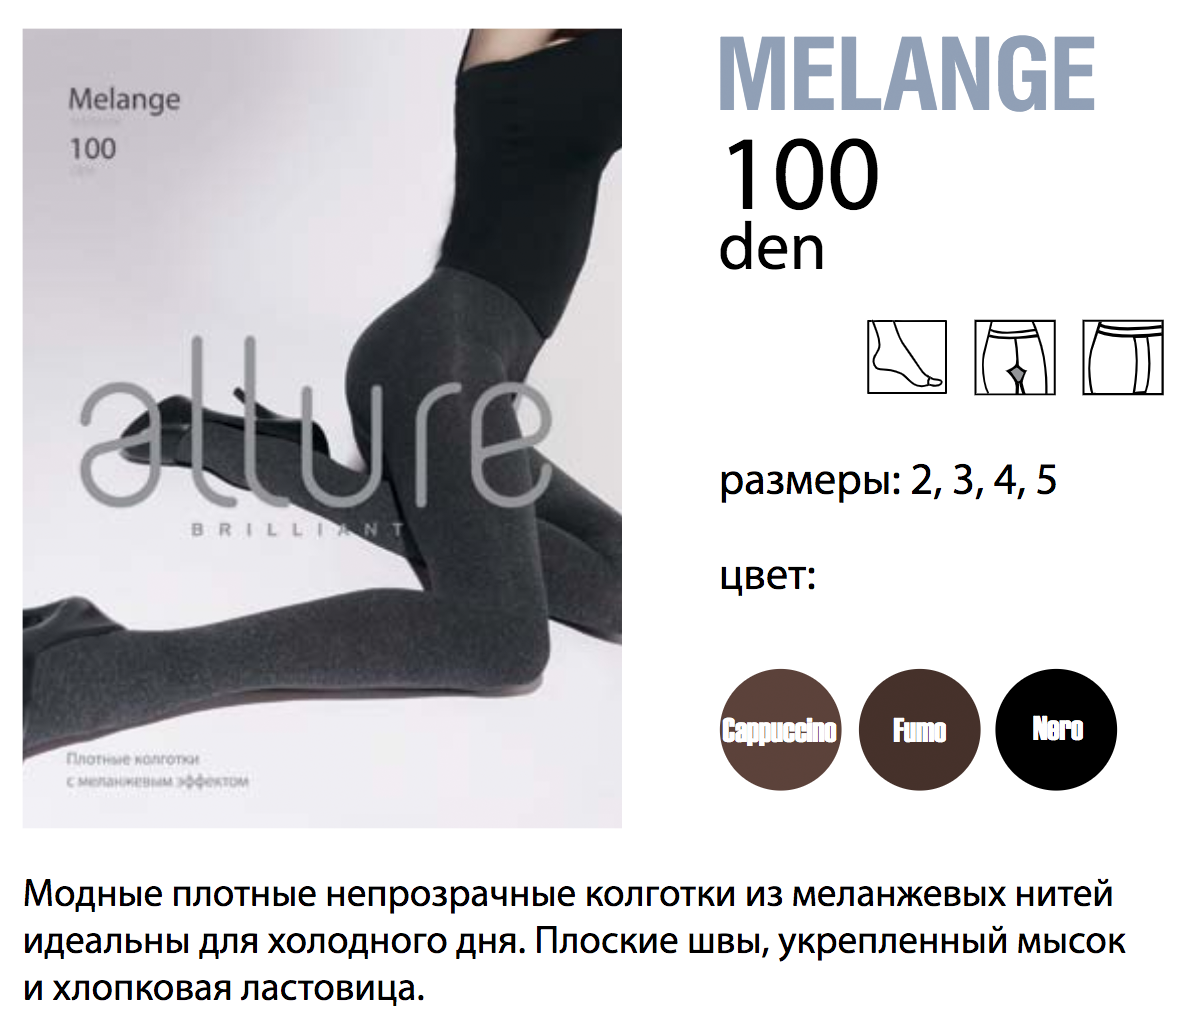 Melange
100
allure
BRILLIANT
Плотные колготки
с меланжевым эффектом
MELANGE
100
den
размеры: 2, 3, 4, 5
цвет:
Cappuccino
Fumo
Nero
Модные плотные непрозрачные колготки из меланжевых нитей
идеальны для холодного дня. Плоские швы, укрепленный мысок
и хлопковая ластовица.